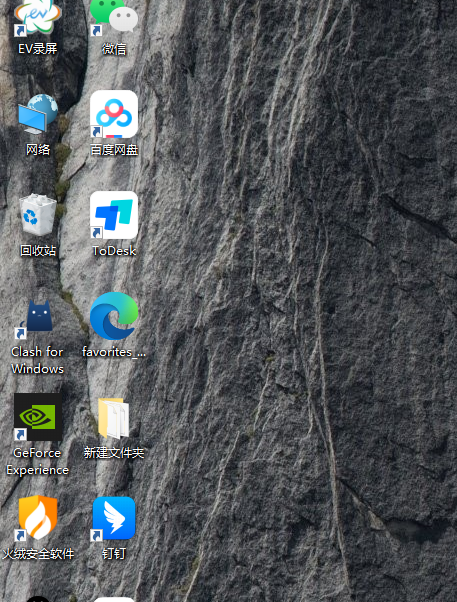 EV录屏
微信
网络
百度网盘
回收站
ToDesk
Clash for
Windows
favorites_...
GeForce
Experience
新建文件夹
火绒安全软件
钉钉